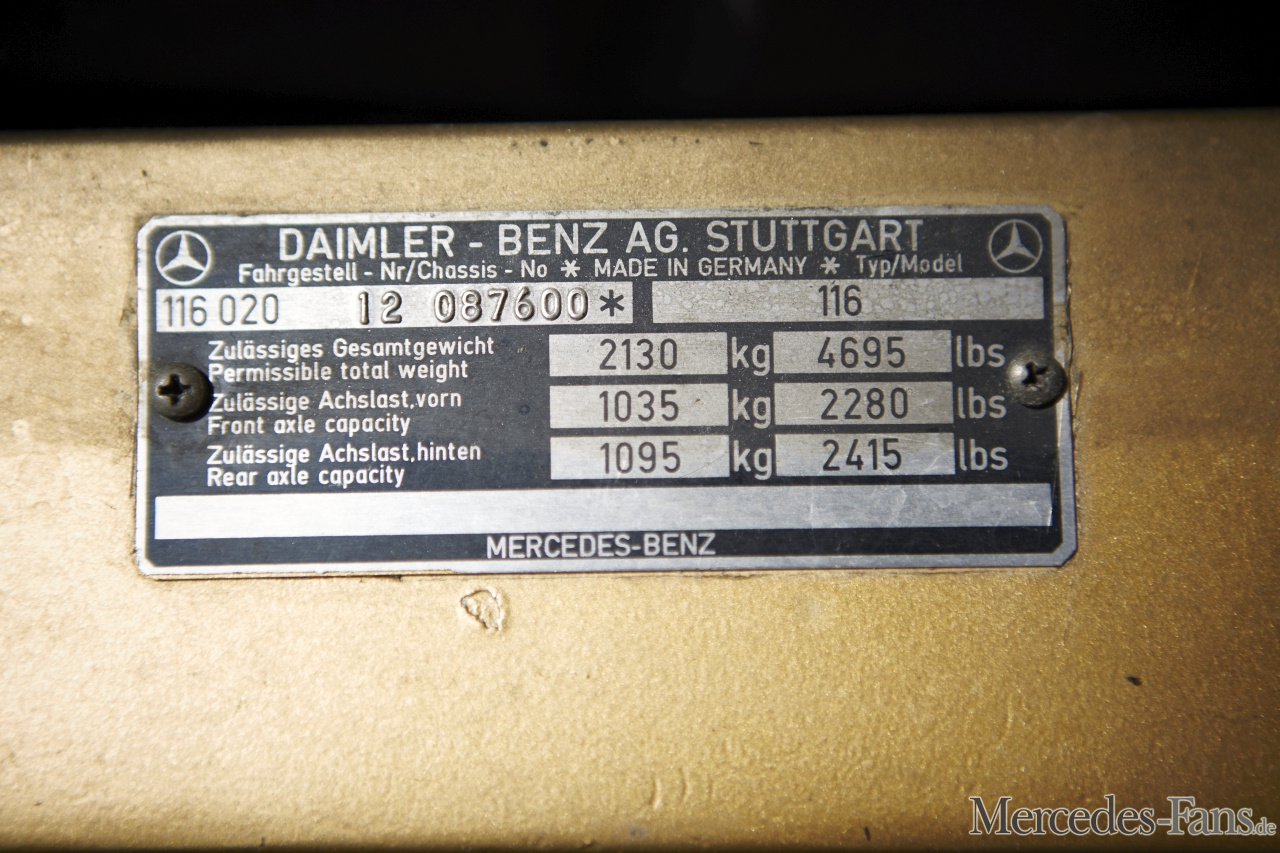 DAIMLER - BENZ AG. STUTTGART
Fahrgestell - Nr/Chassis - No * MADE IN GERMANY * Typ/Model
116 020 12 087600* 116
Zulässiges Gesamtgewicht
Permissible total weight 2130 kg 4695 lbs
Zulässige Achslast,vorn
Front axle capacity 1035 kg 2280 lbs
Zulässige Achslast,hinten
Rear axle capacity 1095 kg 2415 lbs
MERCEDES-BENZ
Mercedes-Fans.de